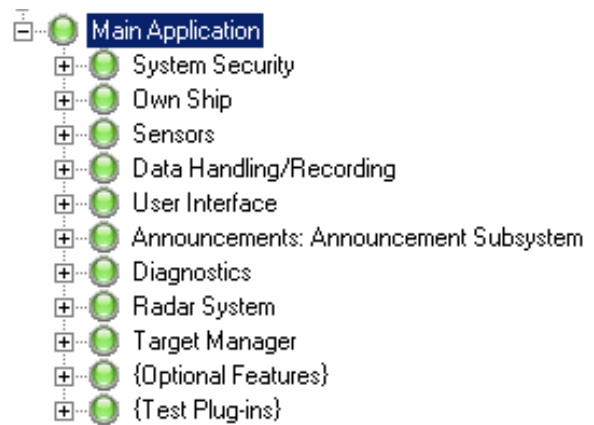 Main Application
System Security
Own Ship
Sensors
Data Handling/Recording
User Interface
Announcements: Announcement Subsystem
Diagnostics
Radar System
Target Manager
{Optional Features}
{Test Plug-ins}